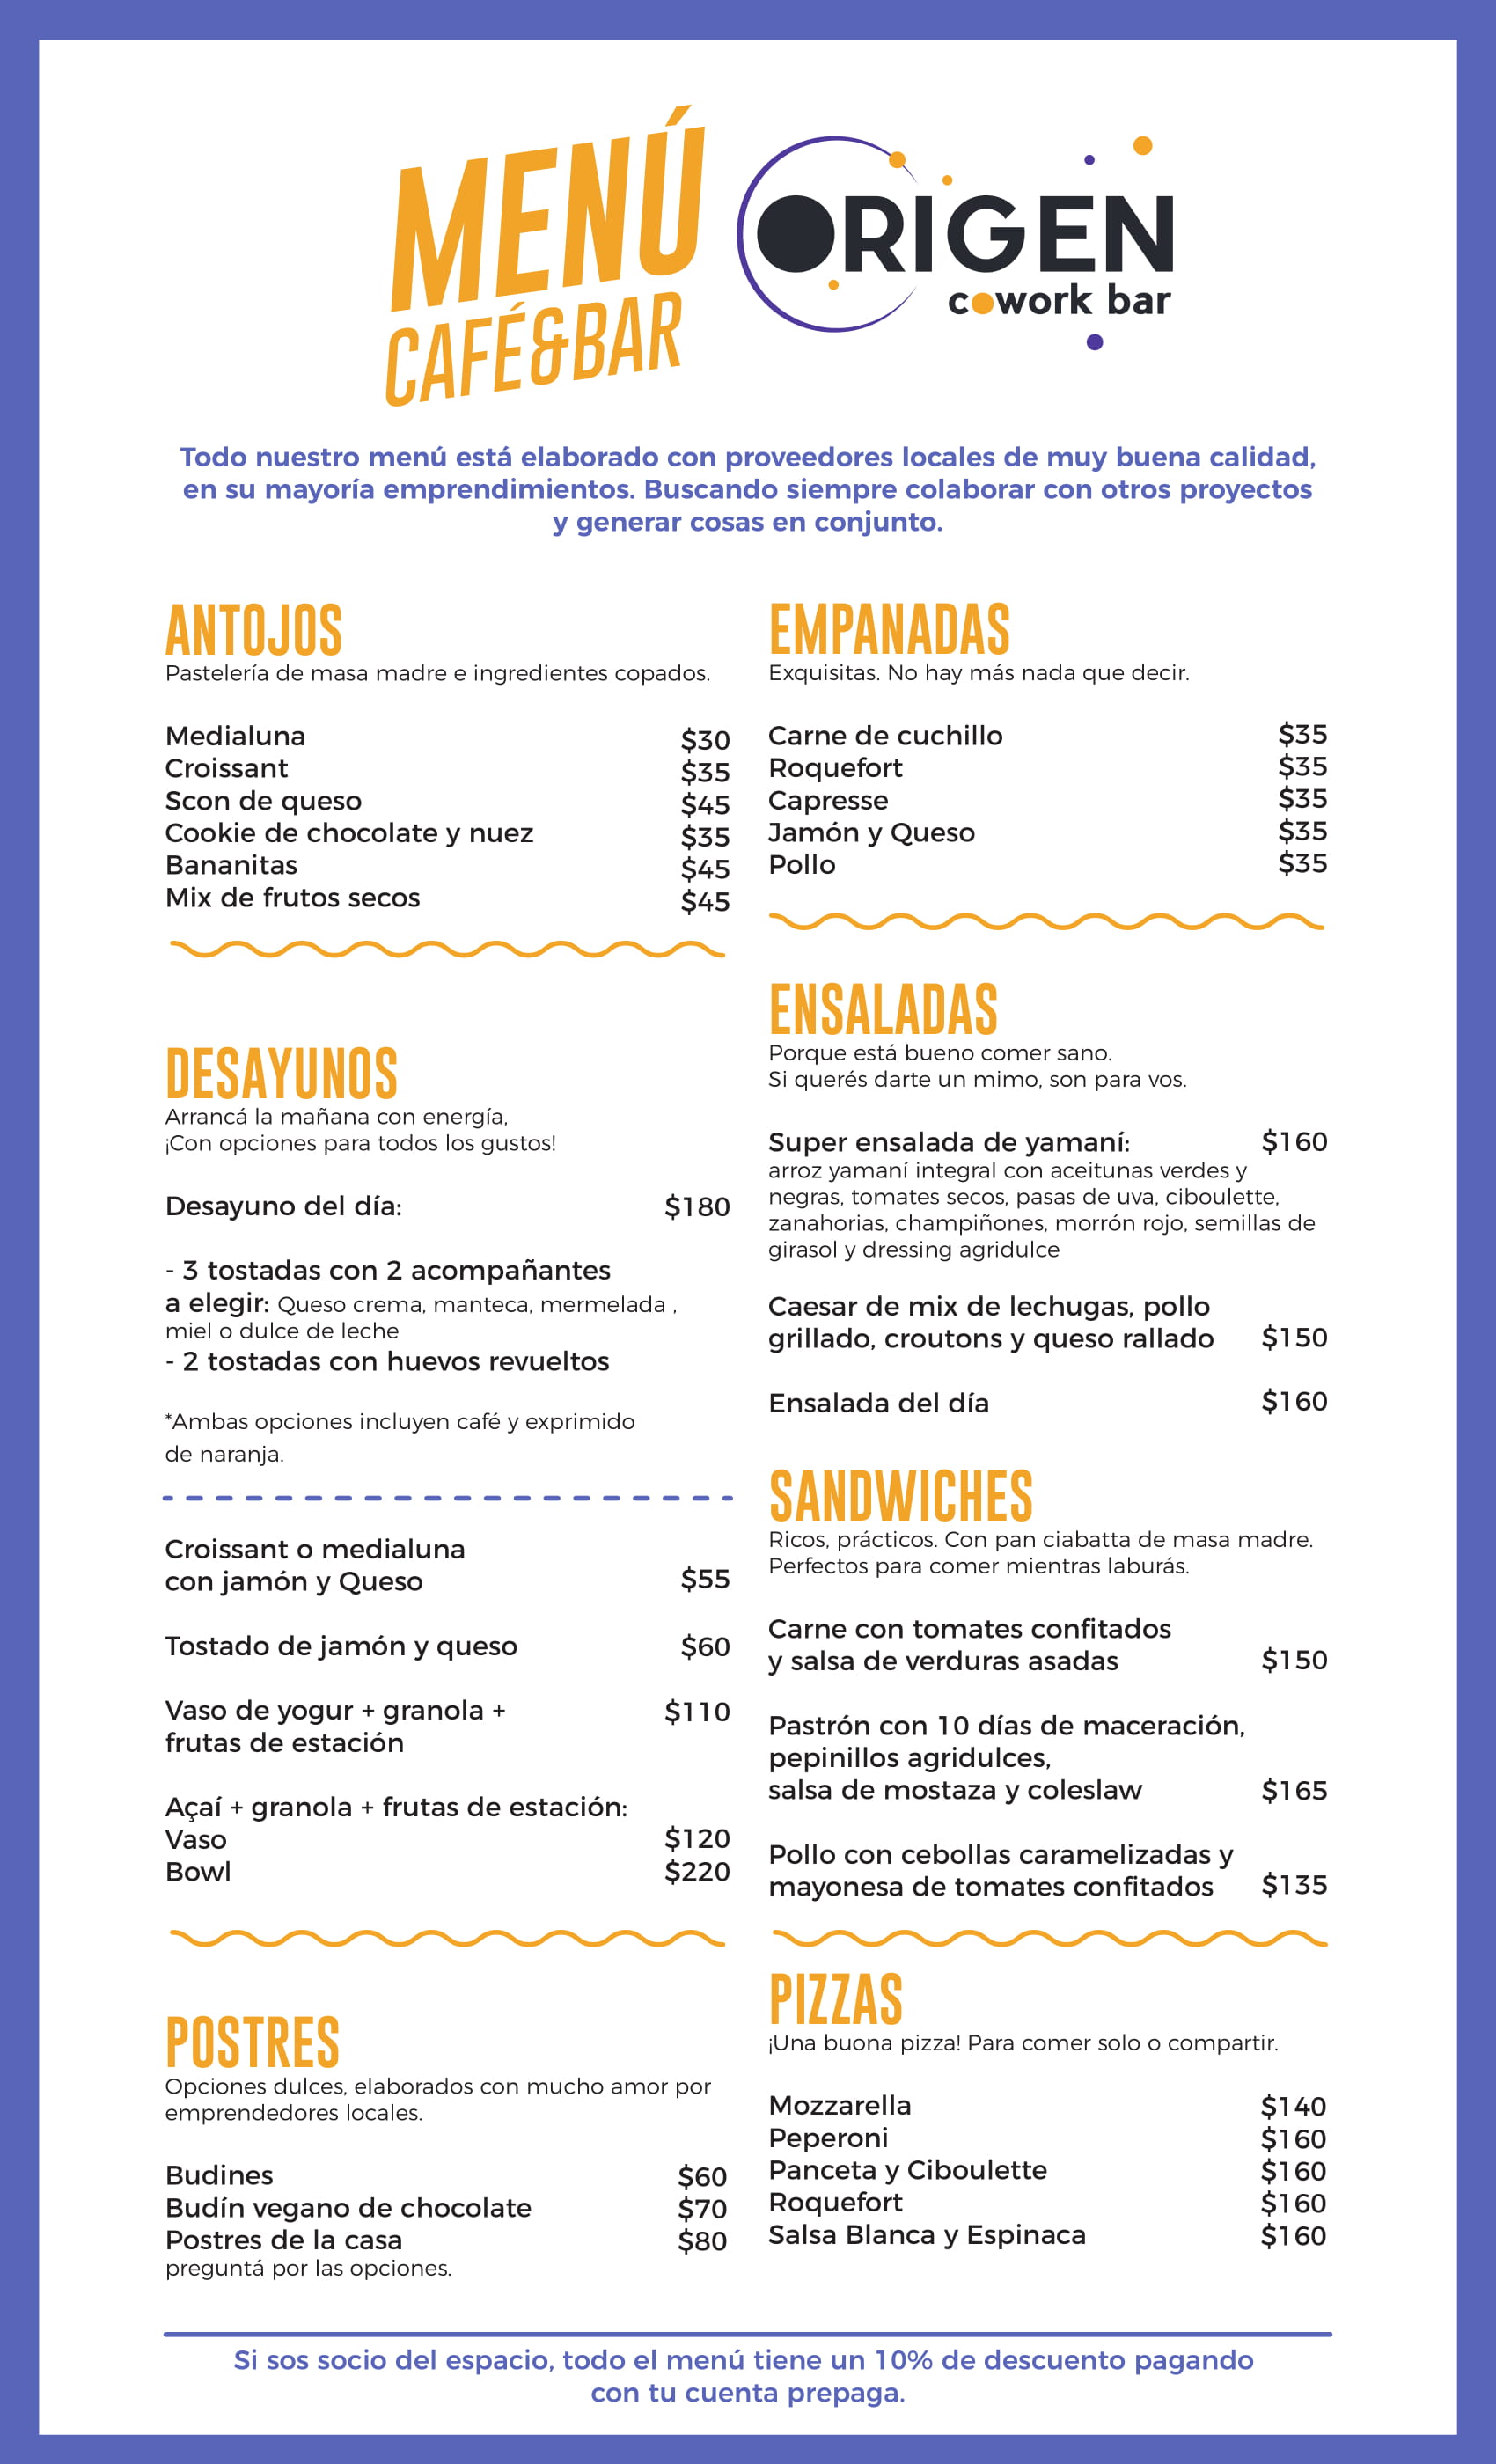 MENÚ
CAFÉ&BAR
ORIGEN
cowork bar
Todo nuestro menú está elaborado con proveedores locales de muy buena calidad,
en su mayoría emprendimientos. Buscando siempre colaborar con otros proyectos
y generar cosas en conjunto.
ANTOJOS
Pastelería de masa madre e ingredientes copados.
Medialuna $30
Croissant $35
Scon de queso $45
Cookie de chocolate y nuez $35
Bananitas $45
Mix de frutos secos $45
DESAYUNOS
Arrancá la mañana con energía,
¡Con opciones para todos los gustos!
Desayuno del día: $180
- 3 tostadas con 2 acompañantes
a elegir: Queso crema, manteca, mermelada ,
miel o dulce de leche
- 2 tostadas con huevos revueltos
*Ambas opciones incluyen café y exprimido
de naranja.
Croissant o medialuna
con jamón y Queso $55
Tostado de jamón y queso $60
Vaso de yogur + granola + $110
frutas de estación
Açaí + granola + frutas de estación:
Vaso $120
Bowl $220
POSTRES
Opciones dulces, elaborados con mucho amor por
emprendedores locales.
Budines $60
Budín vegano de chocolate $70
Postres de la casa $80
preguntá por las opciones.
EMPANADAS
Exquisitas. No hay más nada que decir.
Carne de cuchillo $35
Roquefort $35
Capresse $35
Jamón y Queso $35
Pollo $35
ENSALADAS
Porque está bueno comer sano.
Si querés darte un mimo, son para vos.
Super ensalada de yamaní: $160
arroz yamaní integral con aceitunas verdes y
negras, tomates secos, pasas de uva, ciboulette,
zanahorias, champiñones, morrón rojo, semillas de
girasol y dressing agridulce
Caesar de mix de lechugas, pollo
grillado, croutons y queso rallado $150
Ensalada del día $160
SANDWICHES
Ricos, prácticos. Con pan ciabatta de masa madre.
Perfectos para comer mientras laburás.
Carne con tomates confitados
y salsa de verduras asadas $150
Pastrón con 10 días de maceración,
pepinillos agridulces,
salsa de mostaza y coleslaw $165
Pollo con cebollas caramelizadas y
mayonesa de tomates confitados $135
PIZZAS
¡Una buona pizza! Para comer solo o compartir.
Mozzarella $140
Peperoni $160
Panceta y Ciboulette $160
Roquefort $160
Salsa Blanca y Espinaca $160
Si sos socio del espacio, todo el menú tiene un 10% de descuento pagando
con tu cuenta prepaga.